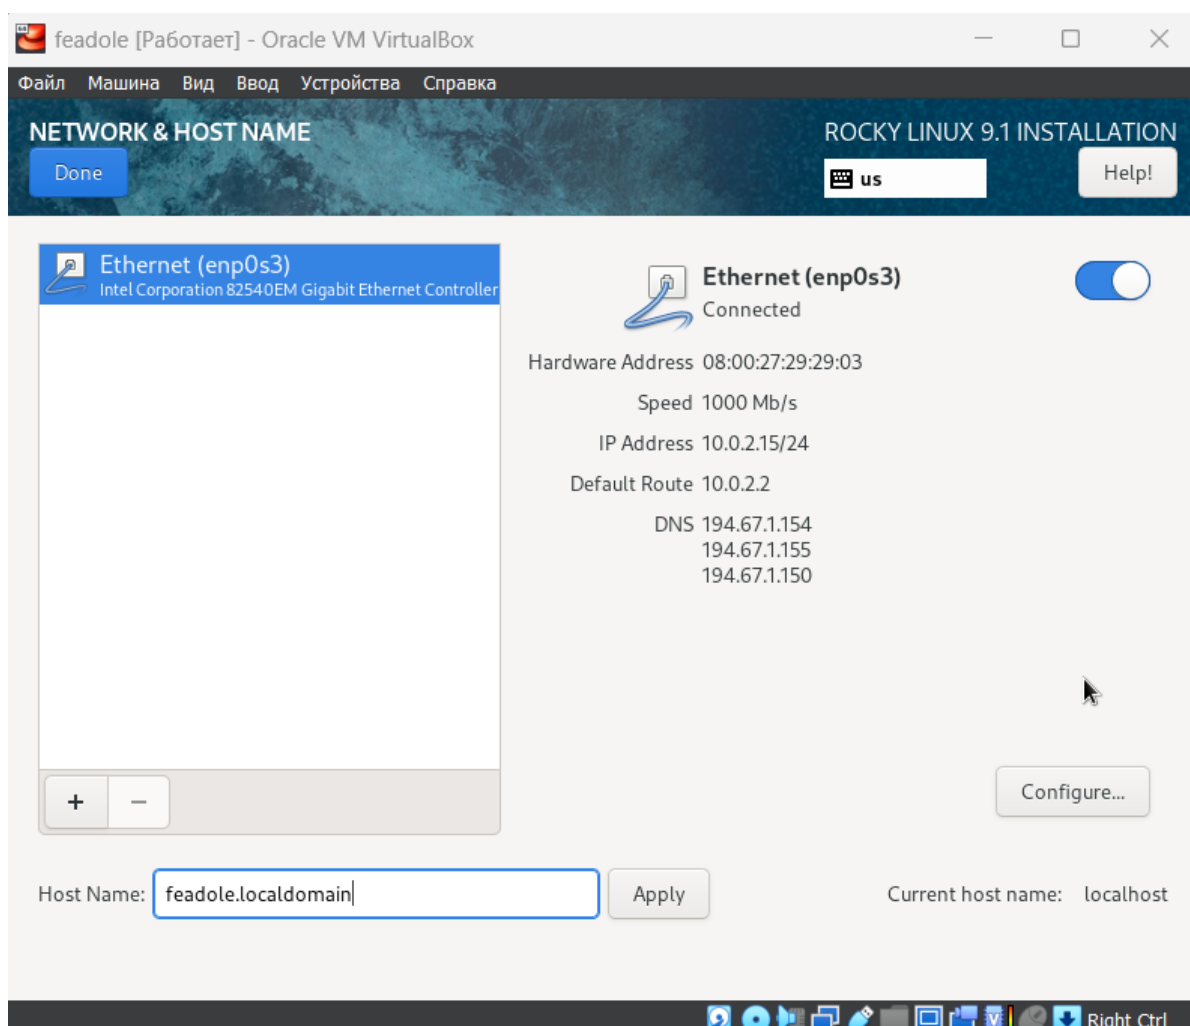 feadole [Работает] - Oracle VM VirtualBox
Файл Машина Вид Ввод Устройства Справка
NETWORK & HOST NAME
ROCKY LINUX 9.1 INSTALLATION
Done
us
Help!
Ethernet (enp0s3)
Intel Corporation 82540EM Gigabit Ethernet Controller
Ethernet (enp0s3)
Connected
Hardware Address 08:00:27:29:29:03
Speed 1000 Mb/s
IP Address 10.0.2.15/24
Default Route 10.0.2.2
DNS 194.67.1.154
194.67.1.155
194.67.1.150
+ −
Configure...
Host Name: feadole.localdomain Apply Current host name: localhost
Right Ctrl